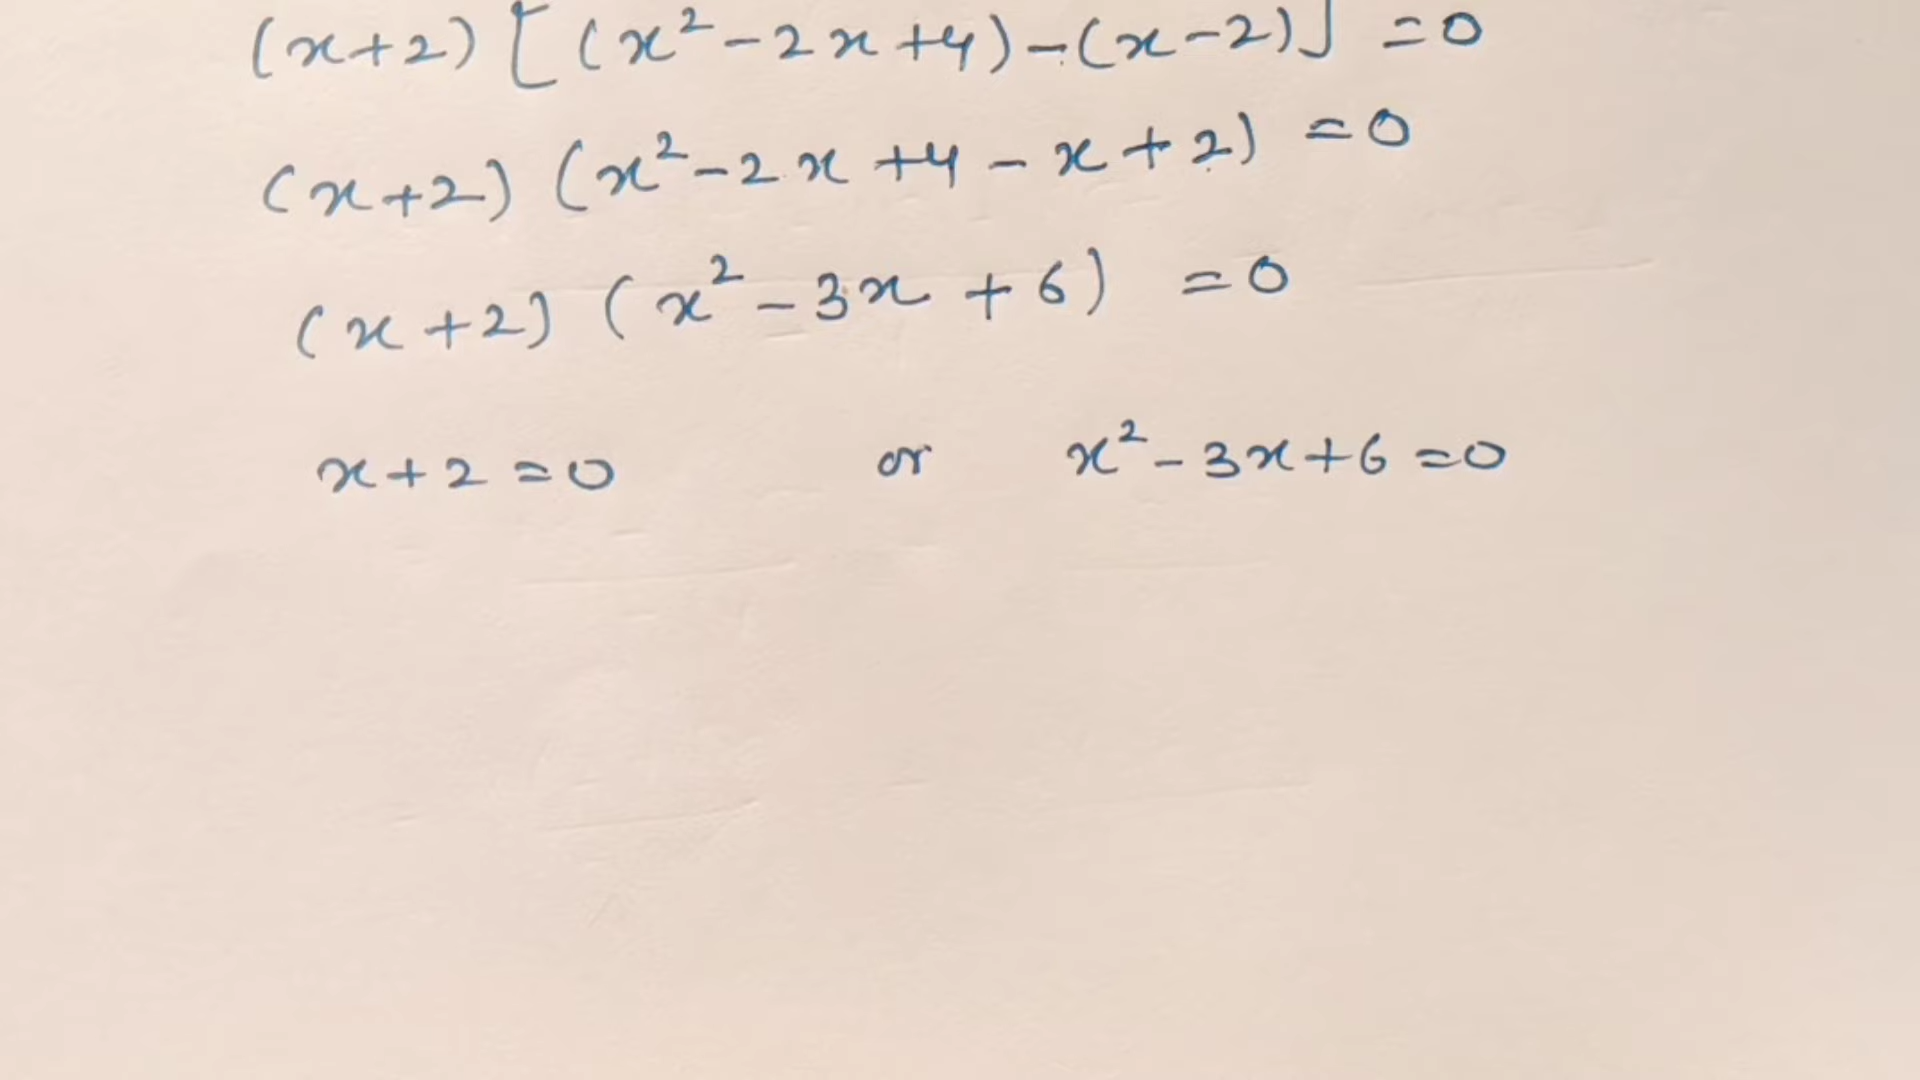 (x+2) [(x²-2x+4)-(x-2)] =0
(x+2) (x²-2x+4-x+2) =0
(x+2) (x²-3x+6) =0
x+2=0 or x²-3x+6=0